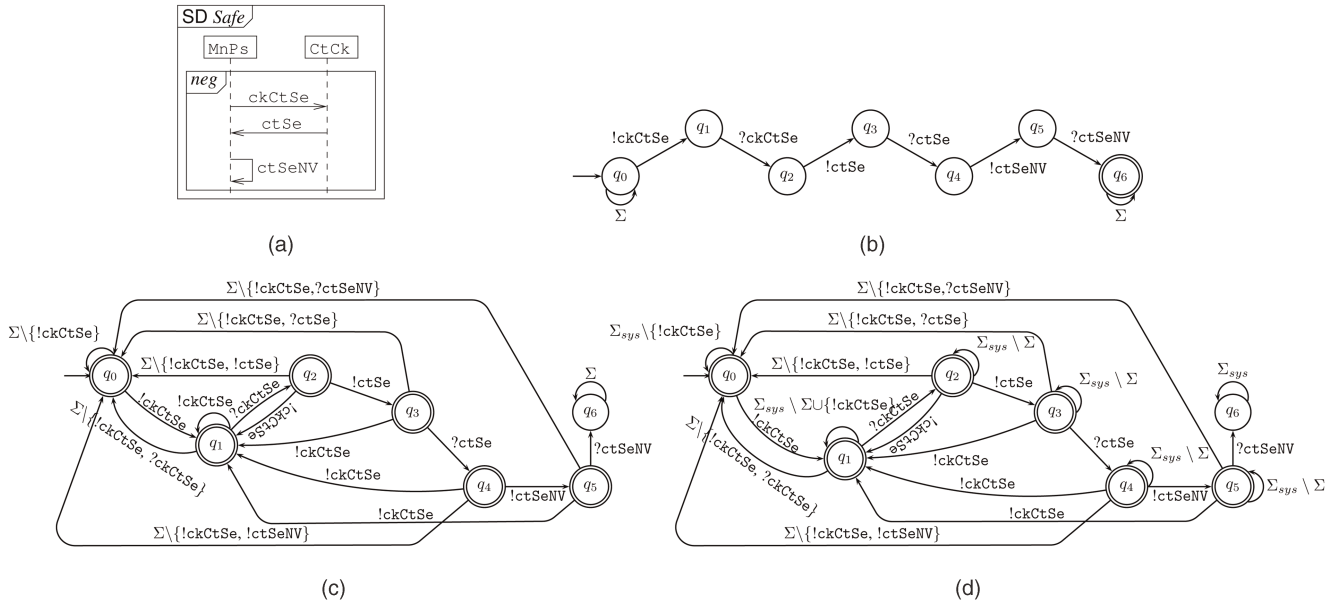 SD Safe
MnPs
CtCk
neg
ckCtSe
ctSe
ctSeNV
(a)
!ckCtSe
q1
?ckCtSe
q3
?ctSe
q5
?ctSeNV
q0
q2
!ctSe
q4
!ctSeNV
q6
Σ
Σ
(b)
Σ\{!ckCtSe,?ctSeNV}
Σ\{!ckCtSe}
Σ\{!ckCtSe, ?ctSe}
Σ\{!ckCtSe, !ctSe}
q0
q2
!ctSe
Σ
!ckCtSe
!ckCtSe
?ckCtSe
!ckCtSe
q3
q6
q1
Σ\{!ckCtSe, ?ckCtSe}
!ckCtSe
?ctSe
?ctSeNV
!ckCtSe
q4
!ctSeNV
q5
!ckCtSe
Σ\{!ckCtSe, !ctSeNV}
(c)
Σ\{!ckCtSe,?ctSeNV}
Σsys\{!ckCtSe}
Σ\{!ckCtSe, ?ctSe}
Σsys \ Σ
Σ\{!ckCtSe, !ctSe}
q0
q2
!ctSe
Σsys \ Σ
Σsys
Σsys \ Σ∪{!ckCtSe}
!ckCtSe
?ckCtSe
!ckCtSe
q3
q6
q1
Σ\{!ckCtSe, ?ckCtSe}
!ckCtSe
?ctSe
Σsys \ Σ
?ctSeNV
!ckCtSe
q4
!ctSeNV
q5
Σsys \ Σ
!ckCtSe
Σ\{!ckCtSe, !ctSeNV}
(d)